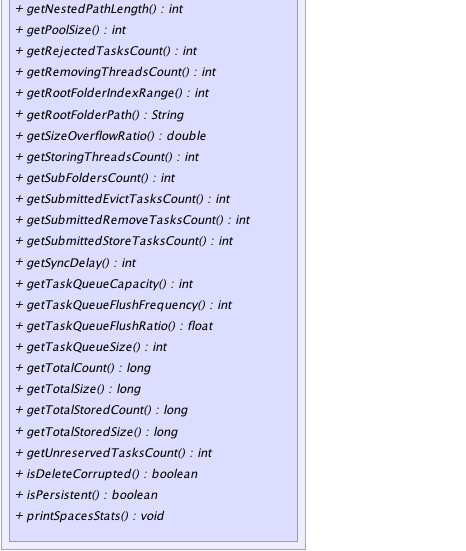 + getNestedPathLength() : int
+ getPoolSize() : int
+ getRejectedTasksCount() : int
+ getRemovingThreadsCount() : int
+ getRootFolderIndexRange() : int
+ getRootFolderPath() : String
+ getSizeOverflowRatio() : double
+ getStoringThreadsCount() : int
+ getSubFoldersCount() : int
+ getSubmittedEvictTasksCount() : int
+ getSubmittedRemoveTasksCount() : int
+ getSubmittedStoreTasksCount() : int
+ getSyncDelay() : int
+ getTaskQueueCapacity() : int
+ getTaskQueueFlushFrequency() : int
+ getTaskQueueFlushRatio() : float
+ getTaskQueueSize() : int
+ getTotalCount() : long
+ getTotalSize() : long
+ getTotalStoredCount() : long
+ getTotalStoredSize() : long
+ getUnreservedTasksCount() : int
+ isDeleteCorrupted() : boolean
+ isPersistent() : boolean
+ printSpacesStats() : void